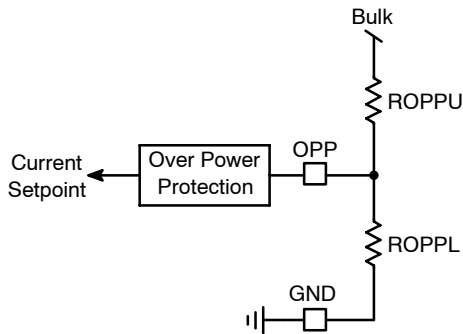 Bulk
ROPPU
OPP
Over Power
Protection
Current
Setpoint
ROPPL
GND